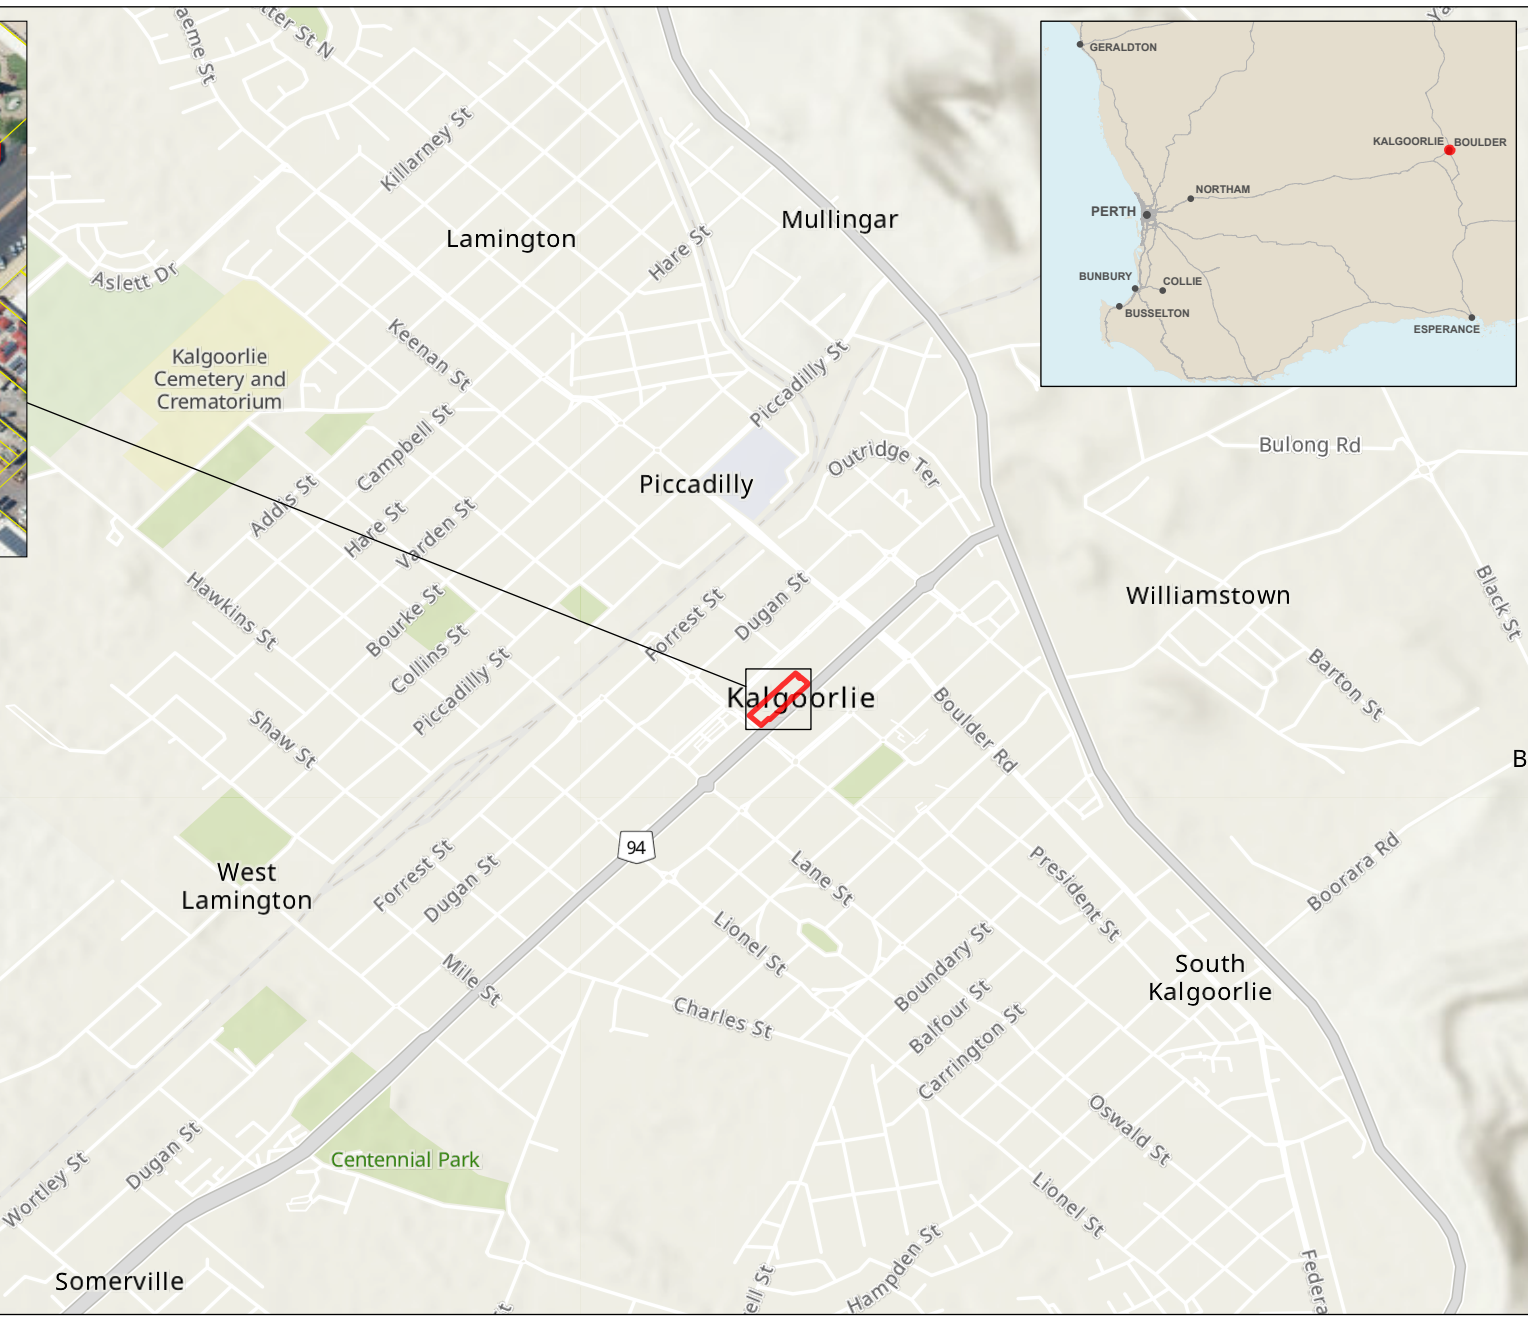 GERALDTON
KALGOORLIE
BOULDER
NORTHAM
PERTH
BUNBURY
COLLIE
BUSSELTON
ESPERANCE
Killarney St
Lamington
Mullingar
Hare St
Aslett Dr
Keenan St
Kalgoorlie
Cemetery and
Crematorium
Piccadilly St
Campbell St
Outridge Ter
Bulong Rd
Piccadilly
Addis St
Hare St
Varden St
Hawkins St
Bourke St
Collins St
Piccadilly St
Forrest St
Dugan St
Williamstown
Black St
Barton St
Kalgoorlie
Boulder Rd
Shaw St
West
Lamington
94
Forrest St
Dugan St
Lane St
President St
Boorara Rd
Lionel St
Mile St
Boundary St
South
Kalgoorlie
Charles St
Balfour St
Carrington St
Oswald St
Dugan St
Centennial Park
Wortley St
Lionel St
Hampden St
Somerville